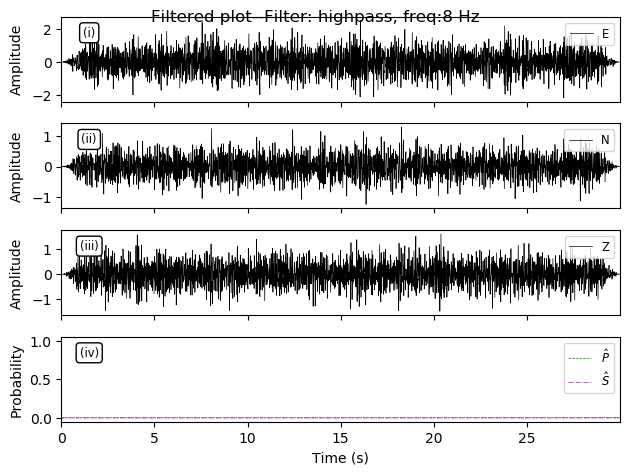 Filtered plot--Filter: highpass, freq:8 Hz
Amplitude
2
0
−2
(i)
E
Amplitude
1
0
−1
(ii)
N
Amplitude
1
0
−1
(iii)
Z
Probability
1.0
0.5
0.0
(iv)
P̂
Ŝ
0 5 10 15 20 25
Time (s)